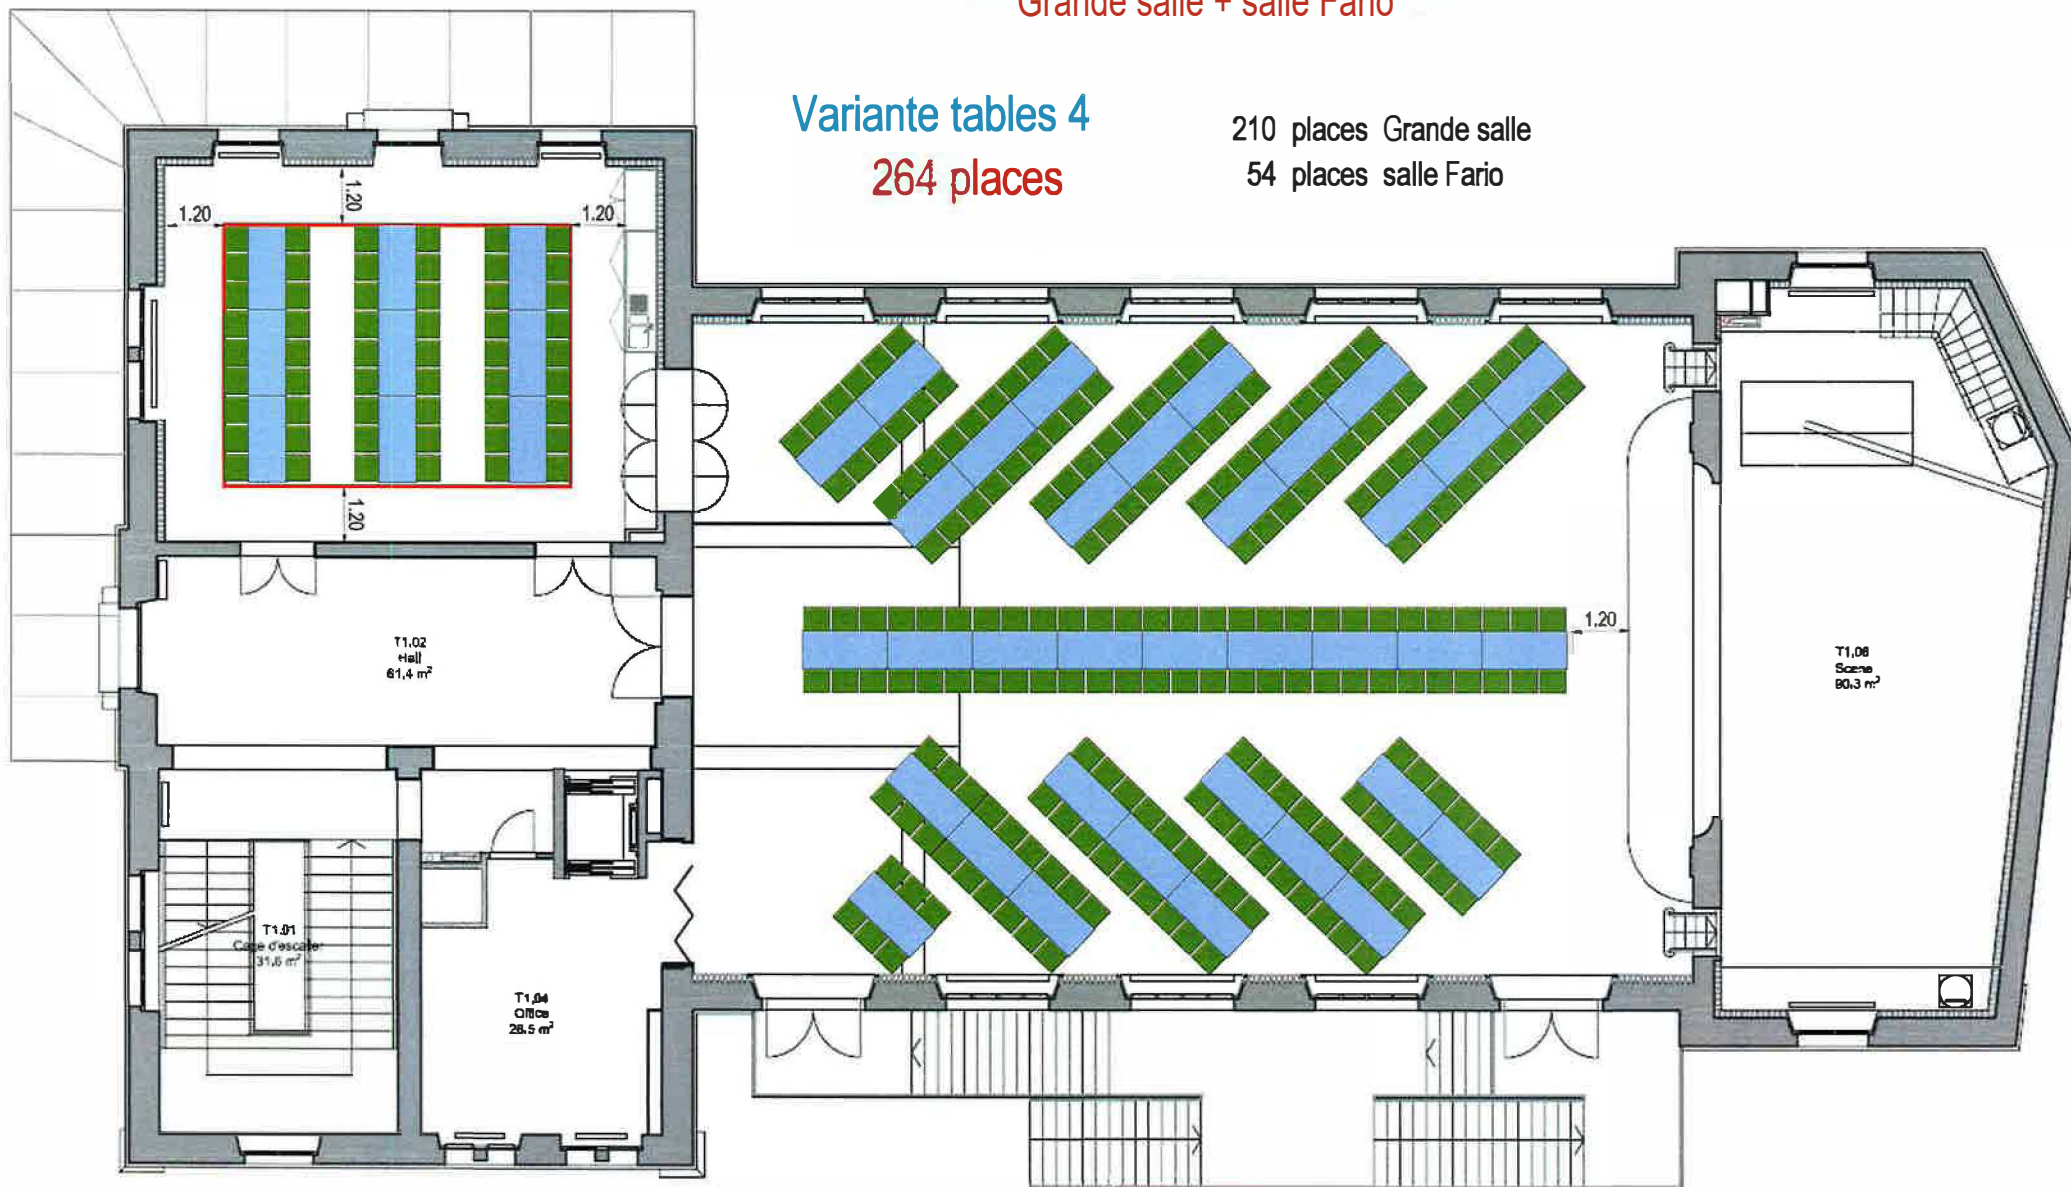 Grande salle + salle Fario
Variante tables 4
264 places
210 places Grande salle
54 places salle Fario
1.20
1.20
1.20
1.20
1.20
T1.02
Hall
61,4 m²
T1,06
Scene
80.3 m²
T1.01
Cage d'escalier
31.6 m²
T1,04
Office
28.5 m²